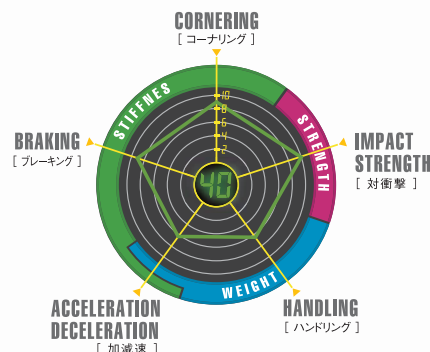 CORNERING
[ コーナリング ]
STIFFNES
10
8
6
4
2
STRENGTH
BRAKING
[ ブレーキング ]
IMPACT
STRENGTH
[ 対衝撃 ]
40
WEIGHT
ACCELERATION
DECELERATION
[ 加減速 ]
HANDLING
[ ハンドリング ]